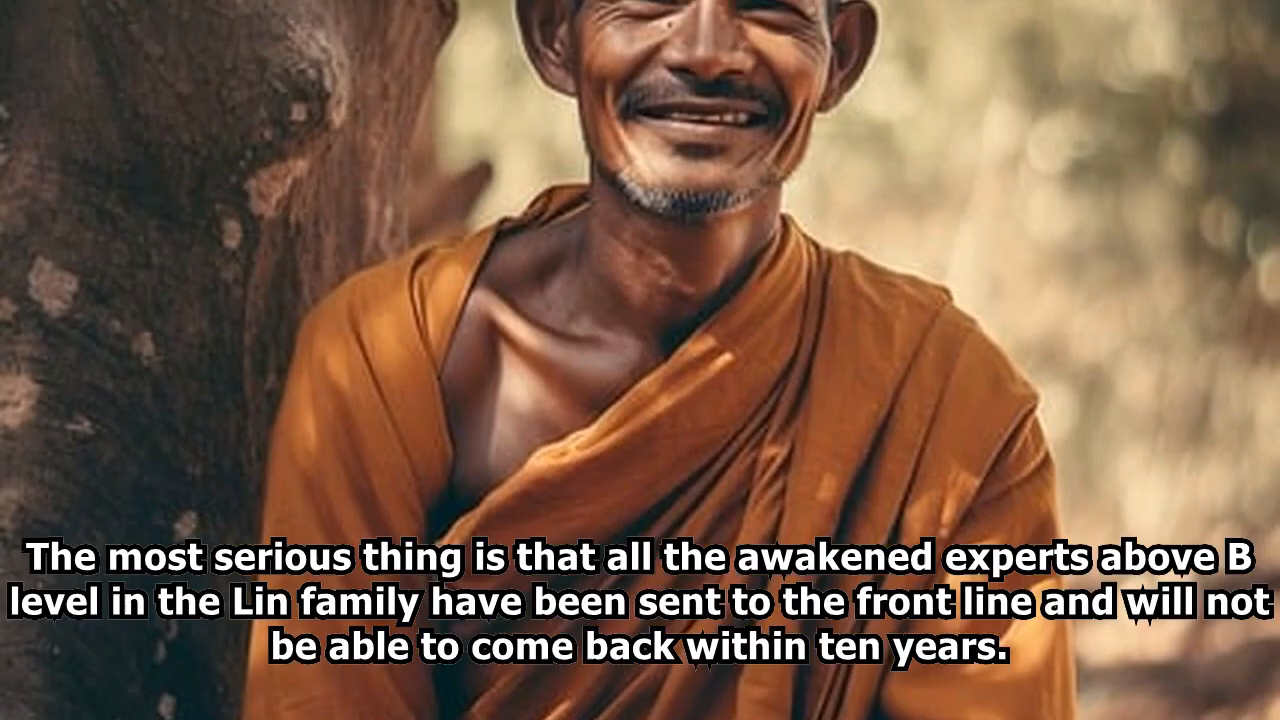 The most serious thing is that all the awakened experts above B
level in the Lin family have been sent to the front line and will not
be able to come back within ten years.